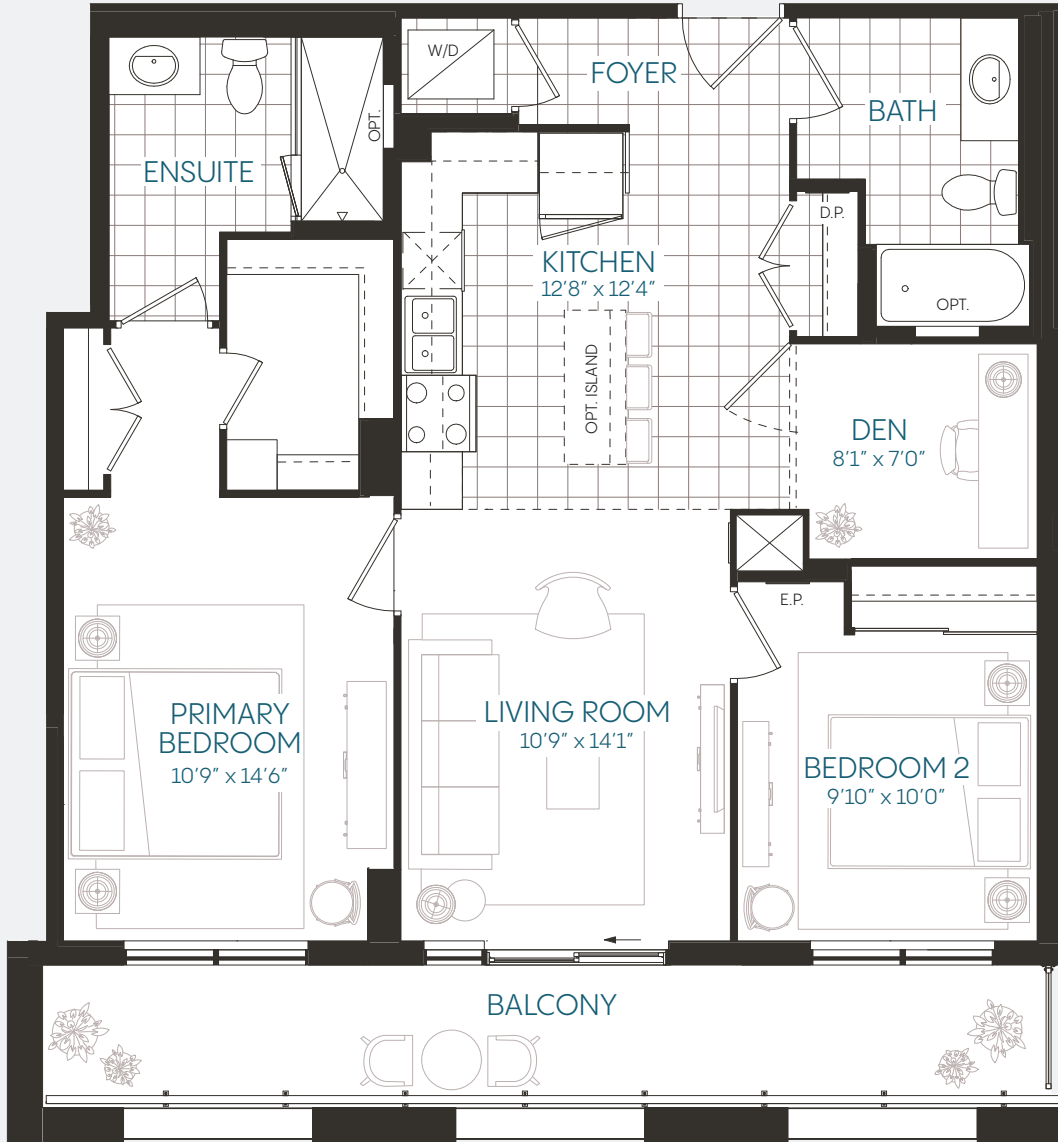 W/D
FOYER
BATH
OPT.
ENSUITE
D.P.
KITCHEN
12'8" x 12'4"
OPT.
OPT. ISLAND
DEN
8'1" x 7'0"
E.P.
PRIMARY
BEDROOM
10'9" x 14'6"
LIVING ROOM
10'9" x 14'1"
BEDROOM 2
9'10" x 10'0"
BALCONY